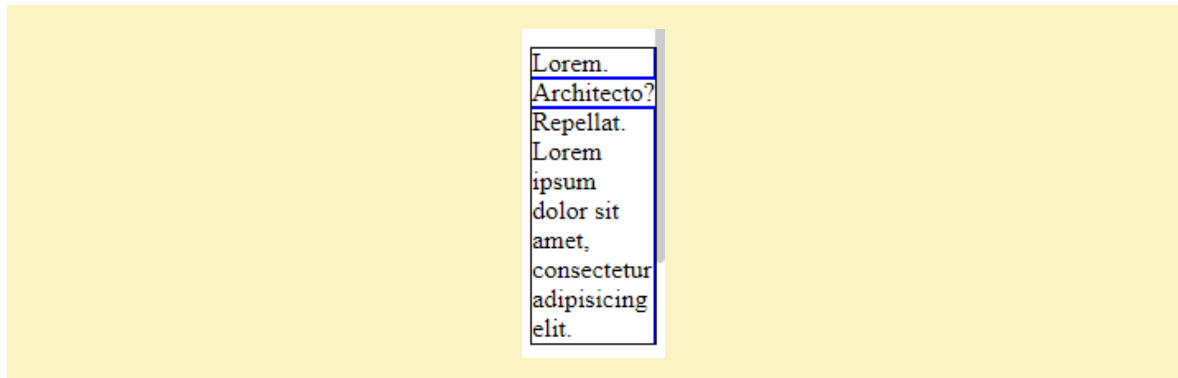 Lorem.
Architecto?
Repellat.
Lorem
ipsum
dolor sit
amet,
consectetur
adipisicing
elit.